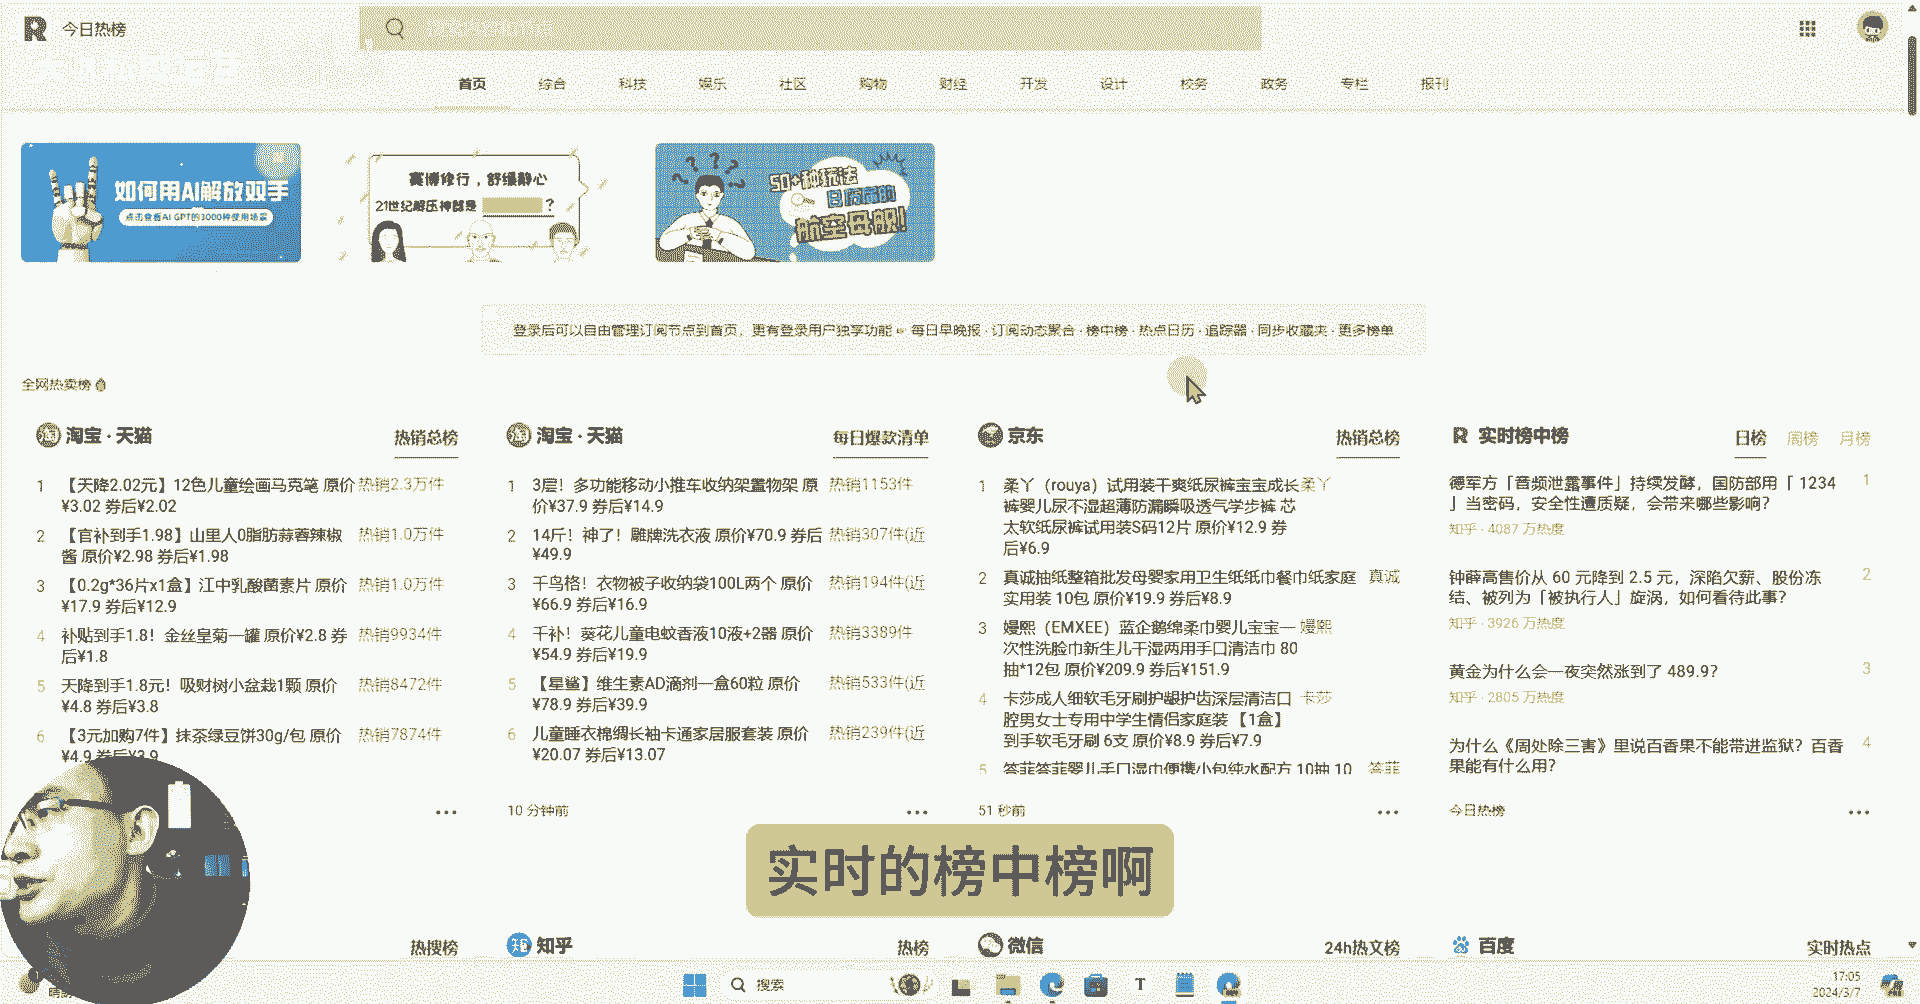 今日热榜
首页 综合 科技 娱乐 社区 购物 财经 开发 设计 校务 政务 专栏 报刊
如何用AI解放双手
点击查看AI GPT的3000种使用场景
赛博修行，舒缓静心
21世纪解压神器是 ?
50+种玩法
航空母舰!
登录后可以自由管理订阅节点到首页，更有登录用户独享功能 ☞ 每日早晚报 · 订阅动态聚合 · 榜中榜 · 热点日历 · 追踪器 · 同步收藏夹 · 更多榜单
全网热卖榜
淘宝 · 天猫 热销总榜
1 【天降2.02元】12色儿童绘画马克笔 原价 热销2.3万件
¥3.02 券后¥2.02
2 【官补到手1.98】山里人0脂肪蒜蓉辣椒 热销1.0万件
酱 原价¥2.98 券后¥1.98
3 【0.2g*36片x1盒】江中乳酸菌素片 原价 热销1.0万件
¥17.9 券后¥12.9
4 补贴到手1.8！金丝皇菊一罐 原价¥2.8 券 热销9934件
后¥1.8
5 天降到手1.8元！吸财树小盆栽1颗 原价 热销8472件
¥4.8 券后¥3.8
6 【3元加购7件】抹茶绿豆饼30g/包 原价 热销7874件
¥4.9 券后¥3.9
淘宝 · 天猫 每日爆款清单
1 3层！多功能移动小推车收纳架置物架 原 热销1153件
价¥37.9 券后¥14.9
2 14斤！神了！雕牌洗衣液 原价¥70.9 券后 热销307件(近
¥49.9
3 千鸟格！衣物被子收纳袋100L两个 原价 热销194件(近
¥66.9 券后¥16.9
4 千补！葵花儿童电蚊香液10液+2器 原价 热销3389件
¥54.9 券后¥19.9
5 【星鲨】维生素AD滴剂一盒60粒 原价 热销533件(近
¥78.9 券后¥39.9
6 儿童睡衣棉绸长袖卡通家居服套装 原价 热销239件(近
¥20.07 券后¥13.07
10 分钟前
京东 热销总榜
1 柔丫（rouya）试用装干爽纸尿裤宝宝成长 柔丫
裤婴儿尿不湿超薄防漏瞬吸透气学步裤 芯
太软纸尿裤试用装S码12片 原价¥12.9 券
后¥6.9
2 真诚抽纸整箱批发母婴家用卫生纸纸巾餐巾纸家庭 真诚
实用装 10包 原价¥19.9 券后¥8.9
3 嫚熙（EMXEE）蓝企鹅绵柔巾婴儿宝宝一 嫚熙
次性洗脸巾新生儿干湿两用手口清洁巾 80
抽*12包 原价¥209.9 券后¥151.9
4 卡莎成人细软毛牙刷护龈护齿深层清洁口 卡莎
腔男女士专用中学生情侣家庭装 【1盒】
到手软毛牙刷 6支 原价¥8.9 券后¥7.9
5 答菲答菲婴儿手口湿巾便携小包纯水配方 10抽 10 答菲
51 秒前
实时榜中榜 日榜 周榜 月榜
德军方「音频泄露事件」持续发酵，国防部用「 1234 1
」当密码，安全性遭质疑，会带来哪些影响？
知乎 · 4087 万热度
钟薛高售价从 60 元降到 2.5 元，深陷欠薪、股份冻 2
结、被列为「被执行人」旋涡，如何看待此事？
知乎 · 3926 万热度
黄金为什么会一夜突然涨到了 489.9？ 3
知乎 · 2805 万热度
为什么《周处除三害》里说百香果不能带进监狱？百香 4
果能有什么用？
今日热榜
实时的榜中榜啊
热搜榜
知乎 热榜
微信 24h热文榜
百度 实时热点
搜索
17:05
2024/3/7